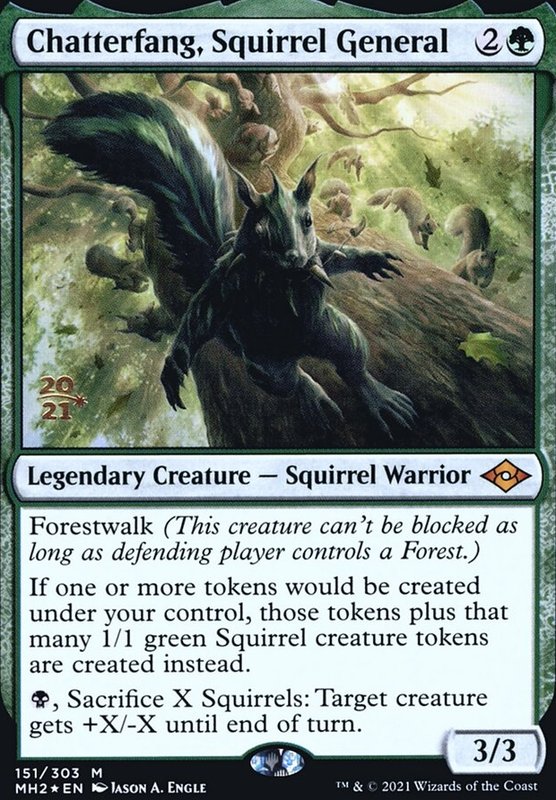 Chatterfang, Squirrel General 2
20
21
Legendary Creature — Squirrel Warrior
Forestwalk (This creature can't be blocked as
long as defending player controls a Forest.)
If one or more tokens would be created
under your control, those tokens plus that
many 1/1 green Squirrel creature tokens
are created instead.
, Sacrifice X Squirrels: Target creature
gets +X/-X until end of turn.
3/3
151/303 M
MH2★EN Jason A. Engle
™ & © 2021 Wizards of the Coast